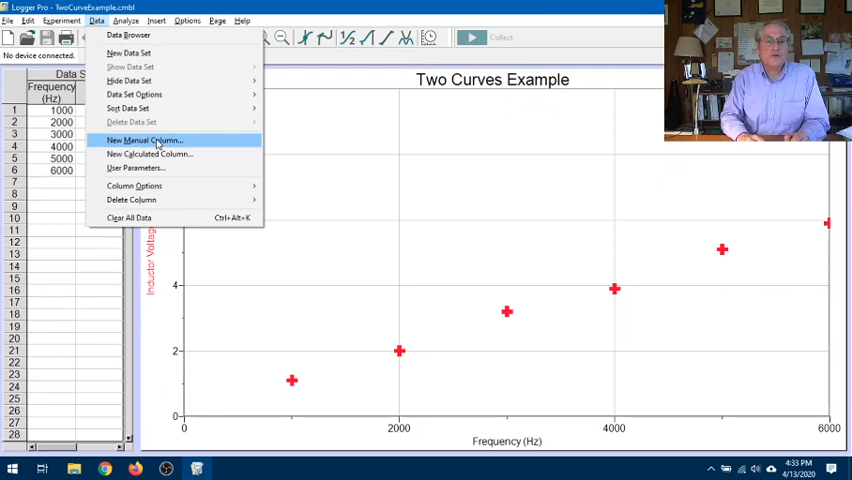 Logger Pro - TwoCurveExample.cmbl
File Edit Experiment Data Analyze Insert Options Page Help
No device connected.
Collect
Data Browser
New Data Set
Show Data Set
Hide Data Set
Data Set Options
Sort Data Set
Delete Data Set
New Manual Column...
New Calculated Column...
User Parameters...
Column Options
Delete Column
Clear All Data Ctrl+Alt+K
Data S
Frequency
(Hz)
1 1000
2 2000
3 3000
4 4000
5 5000
6 6000
7
8
9
10
11
12
13
14
15
16
17
18
19
20
21
22
23
24
25
26
27
28
Two Curves Example
Inductor Voltag
4
2
0
0 2000 4000 6000
Frequency (Hz)
4:33 PM
4/13/2020